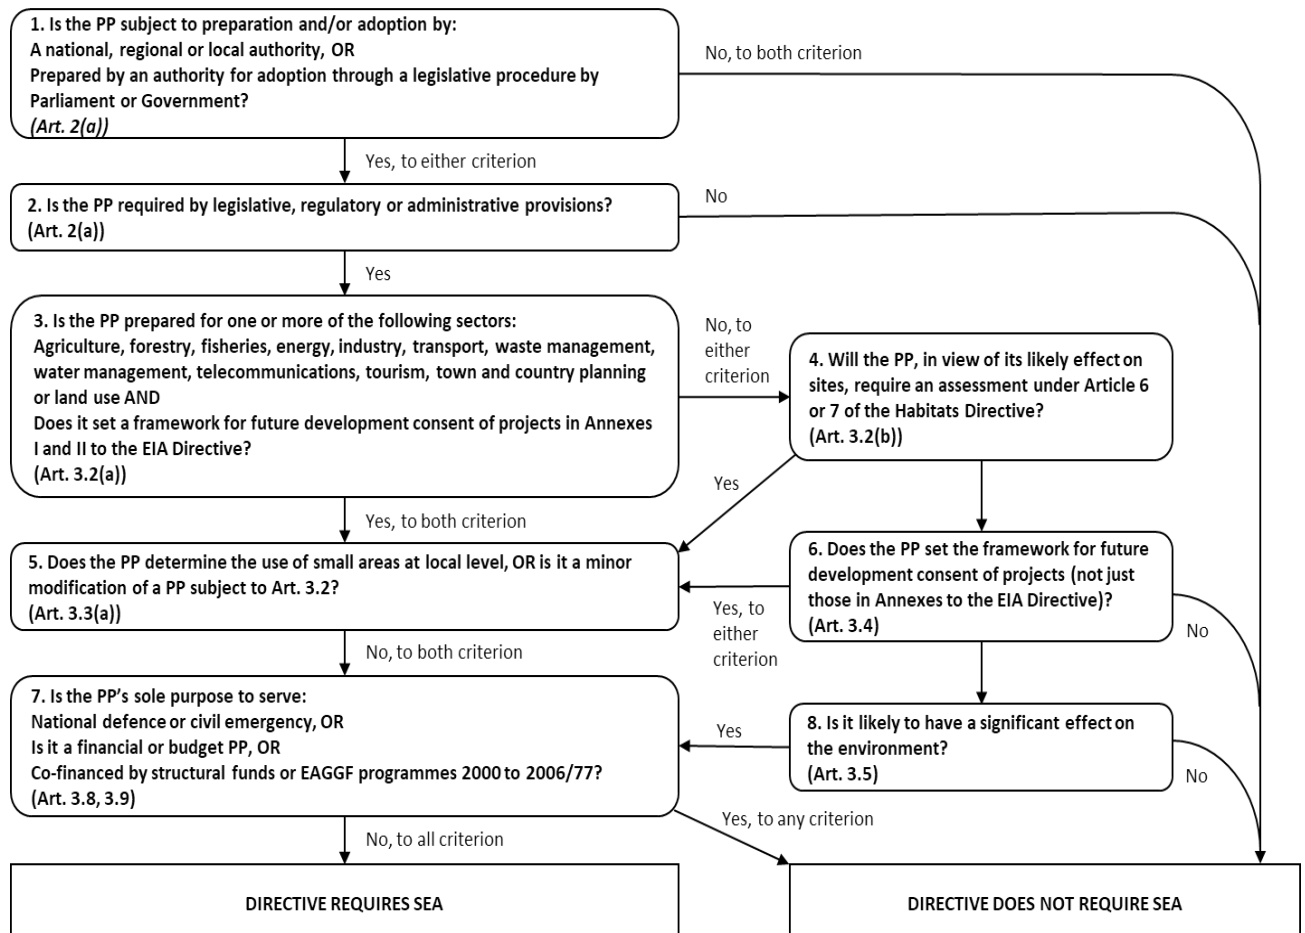 1. Is the PP subject to preparation and/or adoption by:
A national, regional or local authority, OR
Prepared by an authority for adoption through a legislative procedure by
Parliament or Government?
(Art. 2(a))
No, to both criterion
Yes, to either criterion
2. Is the PP required by legislative, regulatory or administrative provisions?
(Art. 2(a))
No
Yes
3. Is the PP prepared for one or more of the following sectors:
Agriculture, forestry, fisheries, energy, industry, transport, waste management,
water management, telecommunications, tourism, town and country planning
or land use AND
Does it set a framework for future development consent of projects in Annexes
I and II to the EIA Directive?
(Art. 3.2(a))
No, to
either
criterion
4. Will the PP, in view of its likely effect on
sites, require an assessment under Article 6
or 7 of the Habitats Directive?
(Art. 3.2(b))
Yes
Yes, to both criterion
5. Does the PP determine the use of small areas at local level, OR is it a minor
modification of a PP subject to Art. 3.2?
(Art. 3.3(a))
6. Does the PP set the framework for future
development consent of projects (not just
those in Annexes to the EIA Directive)?
(Art. 3.4)
Yes, to
either
criterion
No
No, to both criterion
7. Is the PP's sole purpose to serve:
National defence or civil emergency, OR
Is it a financial or budget PP, OR
Co-financed by structural funds or EAGGF programmes 2000 to 2006/77?
(Art. 3.8, 3.9)
Yes
8. Is it likely to have a significant effect on
the environment?
(Art. 3.5)
No
Yes, to any criterion
No, to all criterion
DIRECTIVE REQUIRES SEA
DIRECTIVE DOES NOT REQUIRE SEA